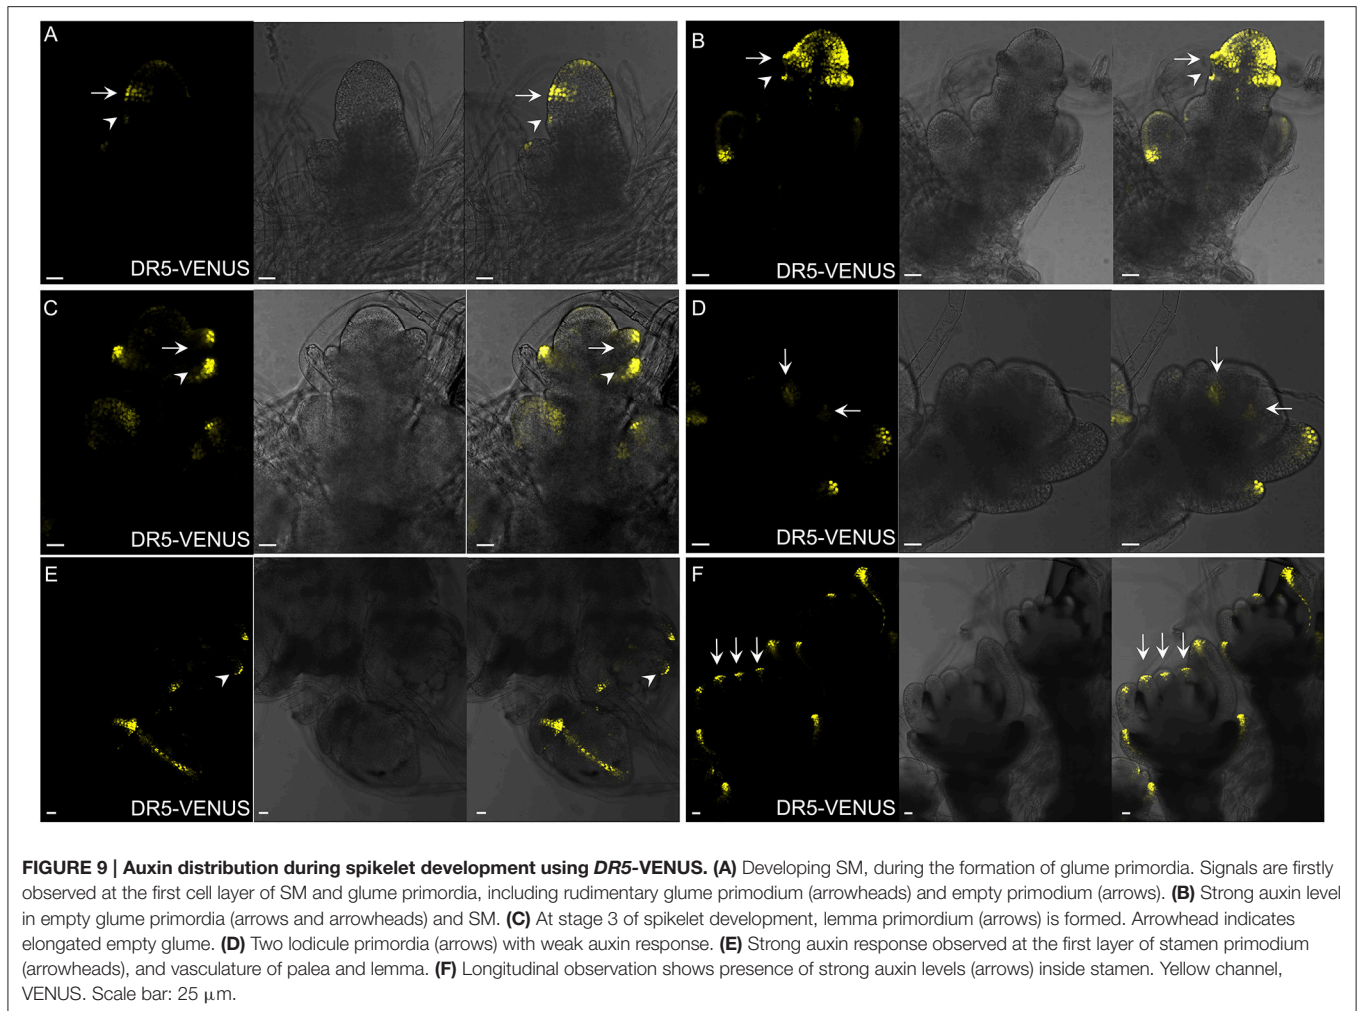 A
DR5-VENUS
B
DR5-VENUS
C
DR5-VENUS
D
DR5-VENUS
E
DR5-VENUS
F
DR5-VENUS
FIGURE 9 | Auxin distribution during spikelet development using DR5-VENUS. (A) Developing SM, during the formation of glume primordia. Signals are firstly
observed at the first cell layer of SM and glume primordia, including rudimentary glume primodium (arrowheads) and empty primodium (arrows). (B) Strong auxin level
in empty glume primordia (arrows and arrowheads) and SM. (C) At stage 3 of spikelet development, lemma primordium (arrows) is formed. Arrowhead indicates
elongated empty glume. (D) Two lodicule primordia (arrows) with weak auxin response. (E) Strong auxin response observed at the first layer of stamen primodium
(arrowheads), and vasculature of palea and lemma. (F) Longitudinal observation shows presence of strong auxin levels (arrows) inside stamen. Yellow channel,
VENUS. Scale bar: 25 μm.